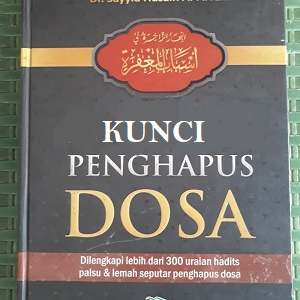 أسباب المغفرة
KUNCI
PENGHAPUS
DOSA
Dilengkapi lebih dari 300 uraian hadits
palsu & lemah seputar penghapus dosa